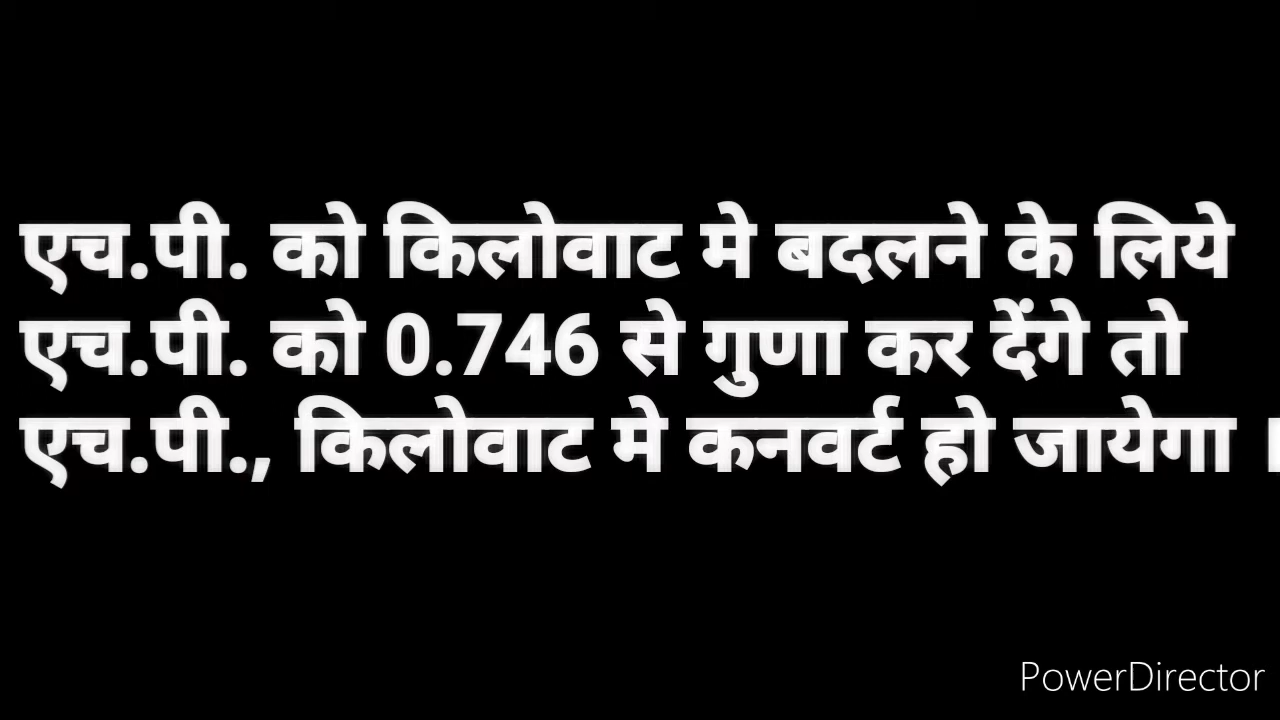 एच.पी. को किलोवाट मे बदलने के लिये
एच.पी. को 0.746 से गुणा कर देंगे तो
एच.पी., किलोवाट मे कनवर्ट हो जायेगा ।
PowerDirector